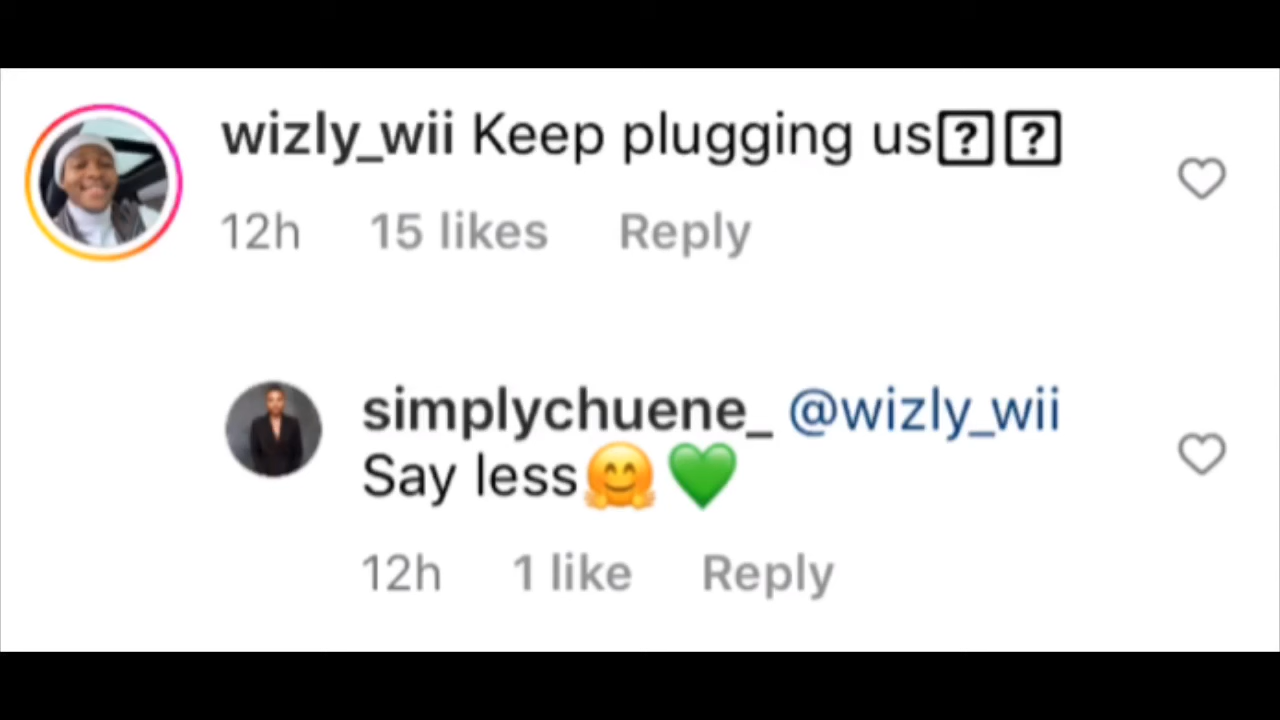 wizly_wii Keep plugging us⍰⍰
12h 15 likes Reply
simplychuene_ @wizly_wii
Say less🤗💚
12h 1 like Reply